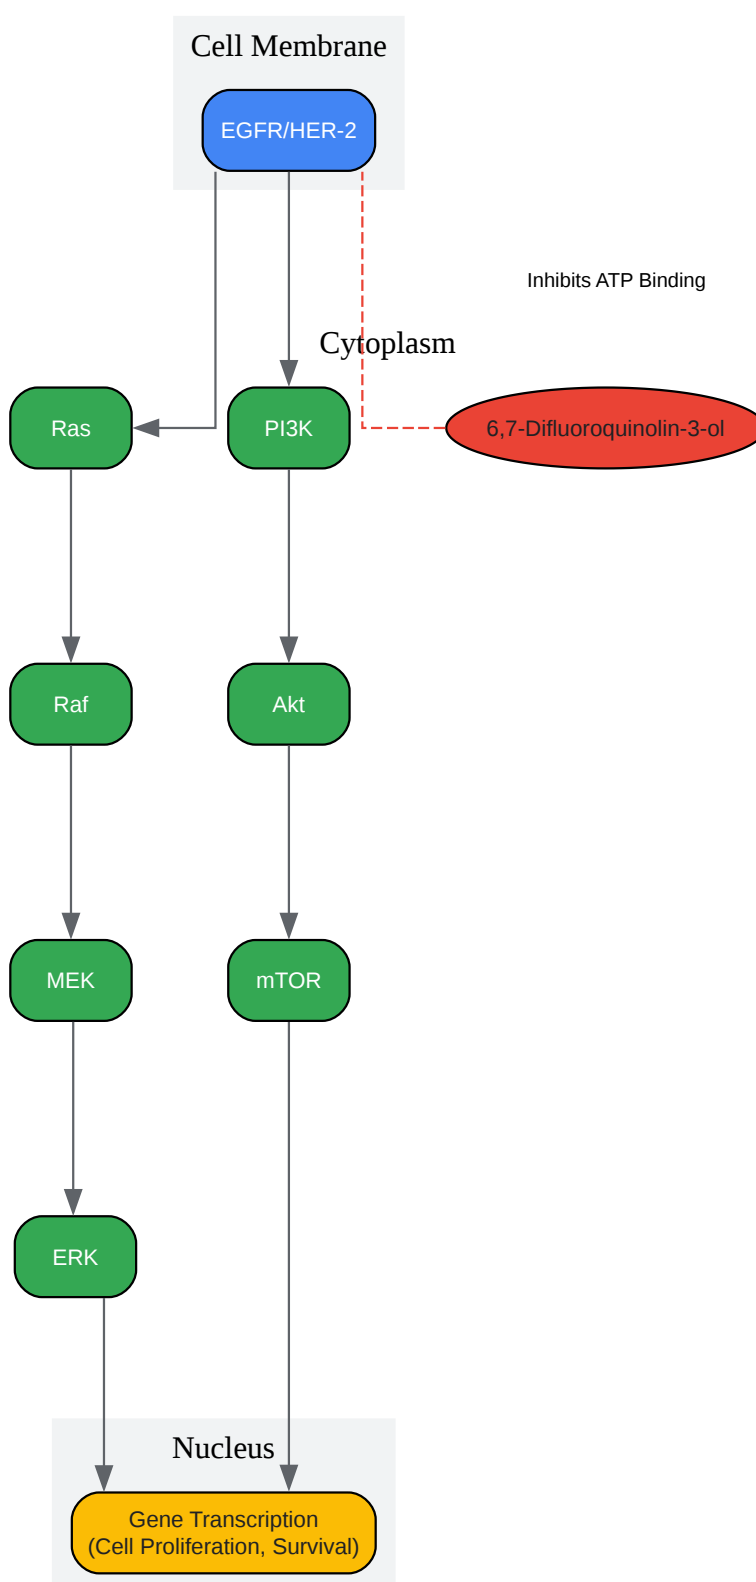 Cell Membrane
EGFR/HER-2
Inhibits ATP Binding
Cytoplasm
Ras
PI3K
6,7-Difluoroquinolin-3-ol
Raf
Akt
MEK
mTOR
ERK
Nucleus
Gene Transcription
(Cell Proliferation, Survival)